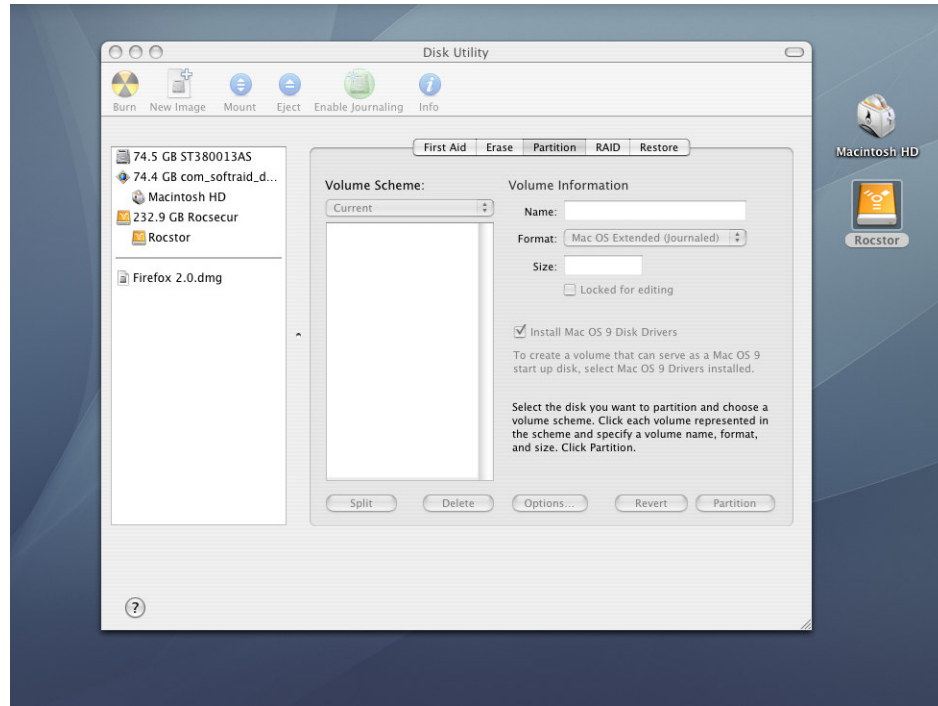 Disk Utility
Burn New Image Mount Eject Enable Journaling Info
First Aid Erase Partition RAID Restore
74.5 GB ST380013AS
74.4 GB com_softraid_d...
Macintosh HD
232.9 GB Rocsecur
Rocstor
Firefox 2.0.dmg
Volume Scheme:
Current
Volume Information
Name:
Format: Mac OS Extended (Journaled)
Size:
Locked for editing
Install Mac OS 9 Disk Drivers
To create a volume that can serve as a Mac OS 9
start up disk, select Mac OS 9 Drivers installed.
Select the disk you want to partition and choose a
volume scheme. Click each volume represented in
the scheme and specify a volume name, format,
and size. Click Partition.
Split Delete Options... Revert Partition
?
Macintosh HD
Rocstor